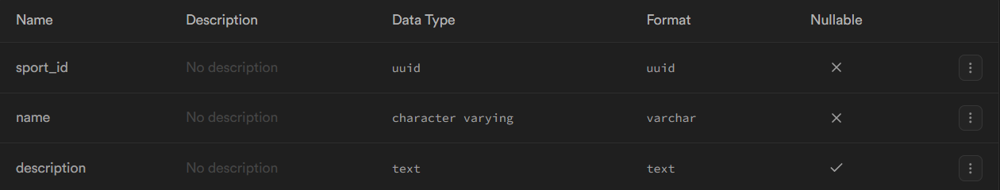 Name Description Data Type Format Nullable
sport_id No description uuid uuid
name No description character varying varchar
description No description text text